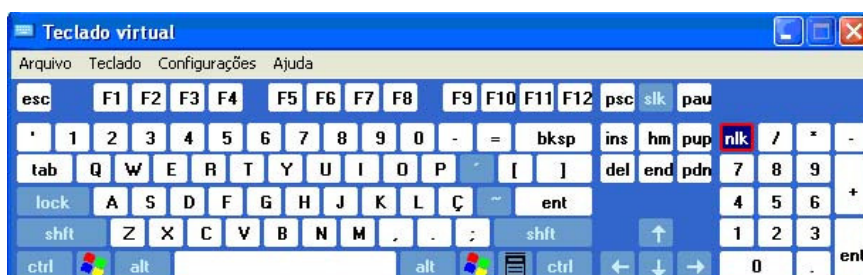 Teclado virtual
Arquivo Teclado Configurações Ajuda
esc F1 F2 F3 F4 F5 F6 F7 F8 F9 F10 F11 F12 psc slk pau
' 1 2 3 4 5 6 7 8 9 0 - = bksp ins hm pup nlk / * -
tab Q W E R T Y U I O P ´ [ ] del end pdn 7 8 9 +
lock A S D F G H J K L Ç ~ ent 4 5 6
shft Z X C V B N M , . ; shft ↑ 1 2 3 ent
ctrl alt alt ctrl ← ↓ → 0 .